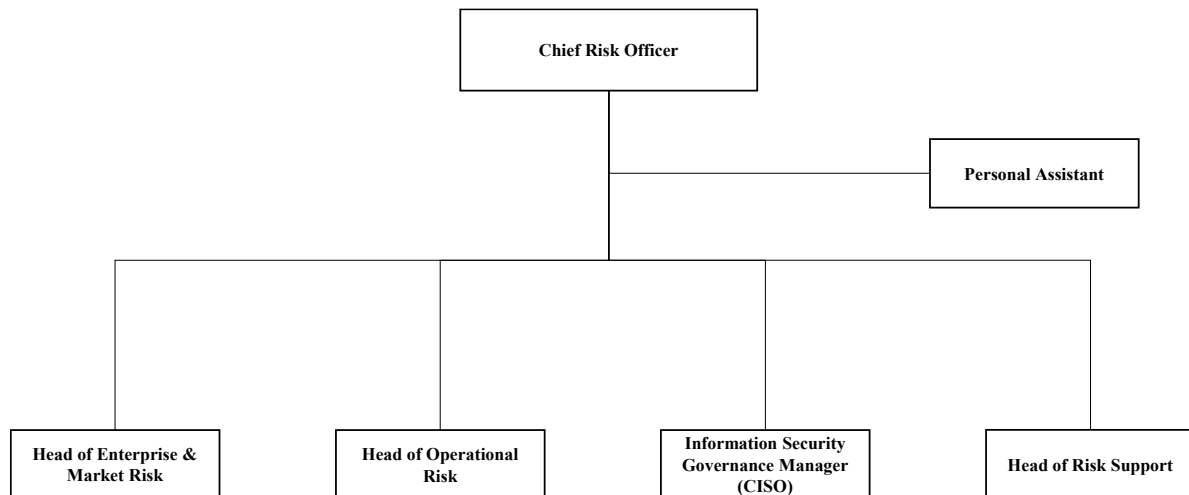 Chief Risk Officer
Personal Assistant
Head of Enterprise &
Market Risk
Head of Operational
Risk
Information Security
Governance Manager
(CISO)
Head of Risk Support